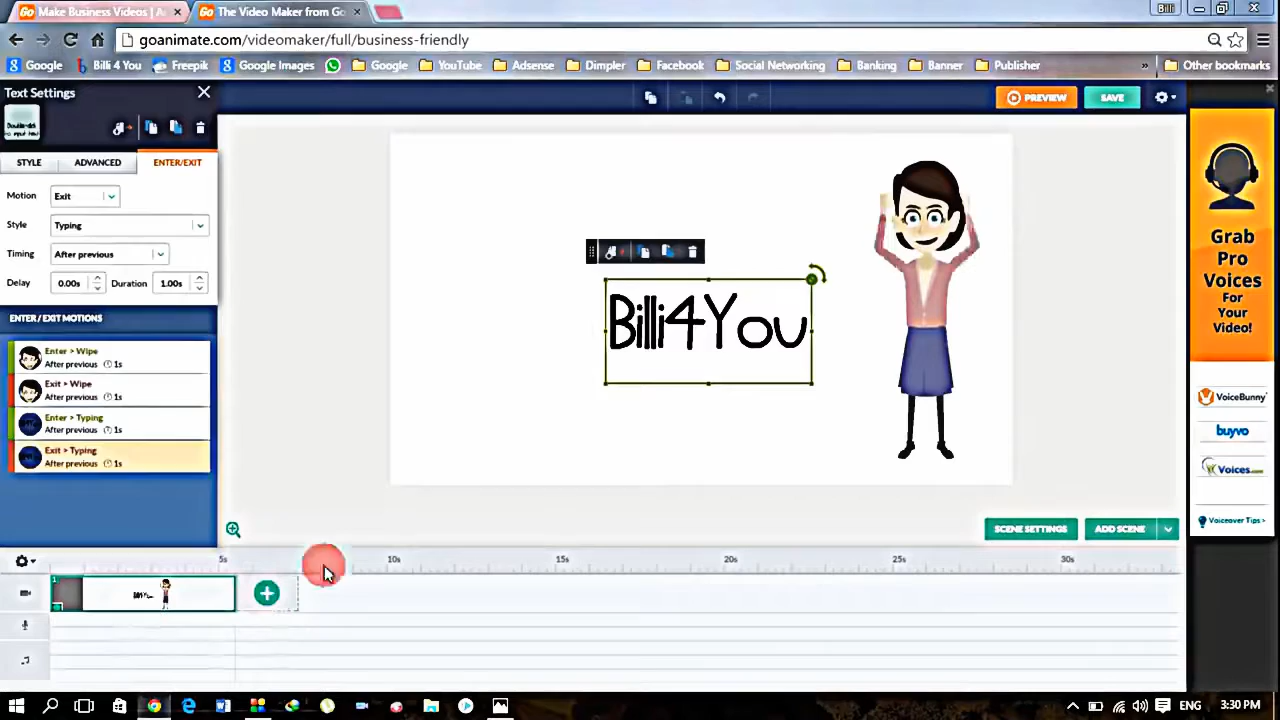 Go Make Business Videos | A
Go The Video Maker from Go
Billi
goanimate.com/videomaker/full/business-friendly
Google
Billi 4 You
Freepik
Google Images
Google
YouTube
Adsense
Dimpler
Facebook
Social Networking
Banking
Banner
Publisher
»
Other bookmarks
Text Settings
PREVIEW
SAVE
STYLE
ADVANCED
ENTER/EXIT
Motion
Exit
Style
Typing
Timing
After previous
Delay
0.00s
Duration
1.00s
ENTER / EXIT MOTIONS
Enter > Wipe
After previous 1s
Exit > Wipe
After previous 1s
Enter > Typing
After previous 1s
Exit > Typing
After previous 1s
Billi4You
Grab
Pro
Voices
For
Your
Video!
VoiceBunny
buyvo
Voices.com
Voiceover Tips >
SCENE SETTINGS
ADD SCENE
5s
10s
15s
20s
25s
30s
1
ENG
3:30 PM